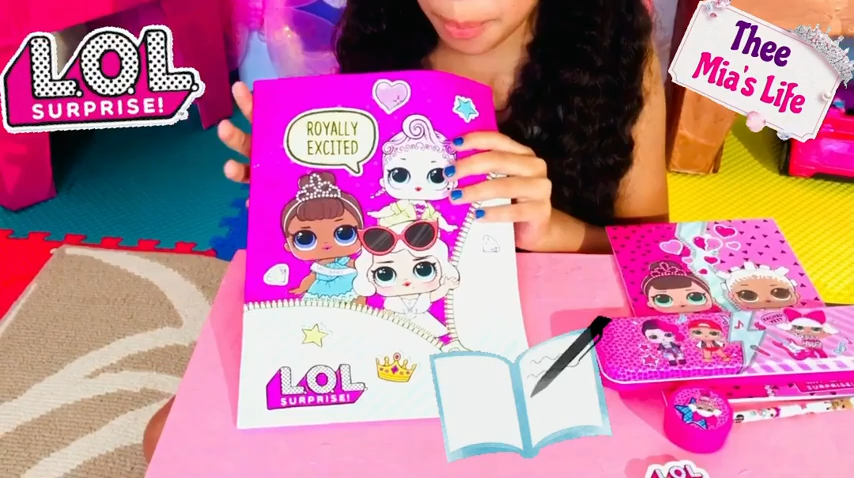 L.O.L.
SURPRISE!
Thee
Mia's Life
ROYALLY
EXCITED
L.O.L.
SURPRISE!
L.O.L.